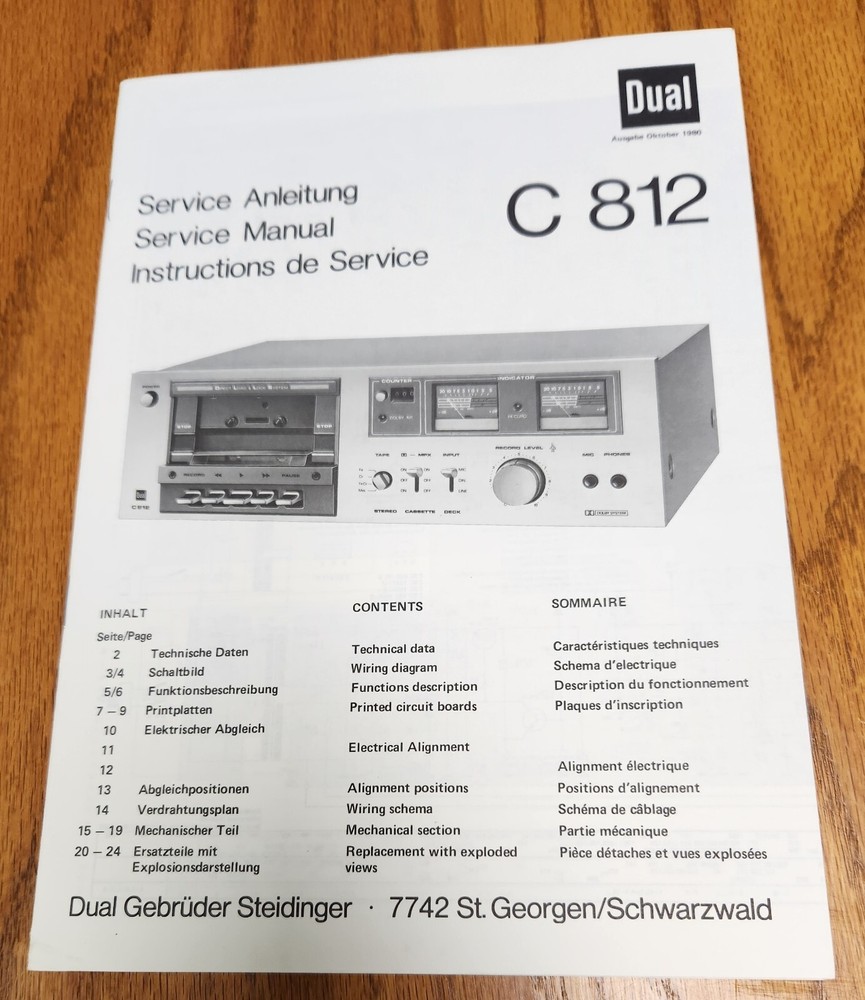 Dual
Ausgabe Oktober 1980
C 812
Service Anleitung
Service Manual
Instructions de Service
COUNTER
INDICATOR
RECORD LEVEL
TAPE
MPX
INPUT
MIC
PHONES
Dual
C 812
STEREO CASSETTE DECK
INHALT
CONTENTS
SOMMAIRE
Seite/Page
2 Technische Daten Technical data Caractéristiques techniques
3/4 Schaltbild Wiring diagram Schema d'electrique
5/6 Funktionsbeschreibung Functions description Description du fonctionnement
7 – 9 Printplatten Printed circuit boards Plaques d'inscription
10 Elektrischer Abgleich
11 Electrical Alignment
12 Alignment électrique
13 Abgleichpositionen Alignment positions Positions d'alignement
14 Verdrahtungsplan Wiring schema Schéma de câblage
15 – 19 Mechanischer Teil Mechanical section Partie mécanique
20 – 24 Ersatzteile mit Replacement with exploded Pièce détaches et vues explosées
Explosionsdarstellung views
Dual Gebrüder Steidinger · 7742 St. Georgen/Schwarzwald